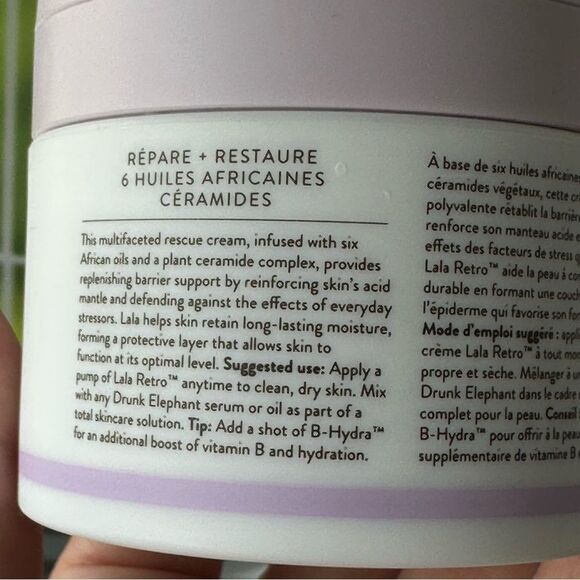 RÉPARE + RESTAURE
6 HUILES AFRICAINES
CÉRAMIDES
This multifaceted rescue cream, infused with six
African oils and a plant ceramide complex, provides
replenishing barrier support by reinforcing skin's acid
mantle and defending against the effects of everyday
stressors. Lala helps skin retain long-lasting moisture,
forming a protective layer that allows skin to
function at its optimal level. Suggested use: Apply a
pump of Lala Retro™ anytime to clean, dry skin. Mix
with any Drunk Elephant serum or oil as part of a
total skincare solution. Tip: Add a shot of B-Hydra™
for an additional boost of vitamin B and hydration.
À base de six huiles africaines
céramides végétaux, cette
polyvalente rétablit la barrière
renforce son manteau acide
effets des facteurs de stress
Lala Retro™ aide la peau à
durable en formant une
l'épiderme qui favorise son
Mode d'emploi suggéré:
crème Lala Retro™ à tout
propre et sèche. Mélanger à
Drunk Elephant dans le cadre
complet pour la peau. Conseil
B-Hydra™ pour offrir à la peau
supplémentaire de vitamine B